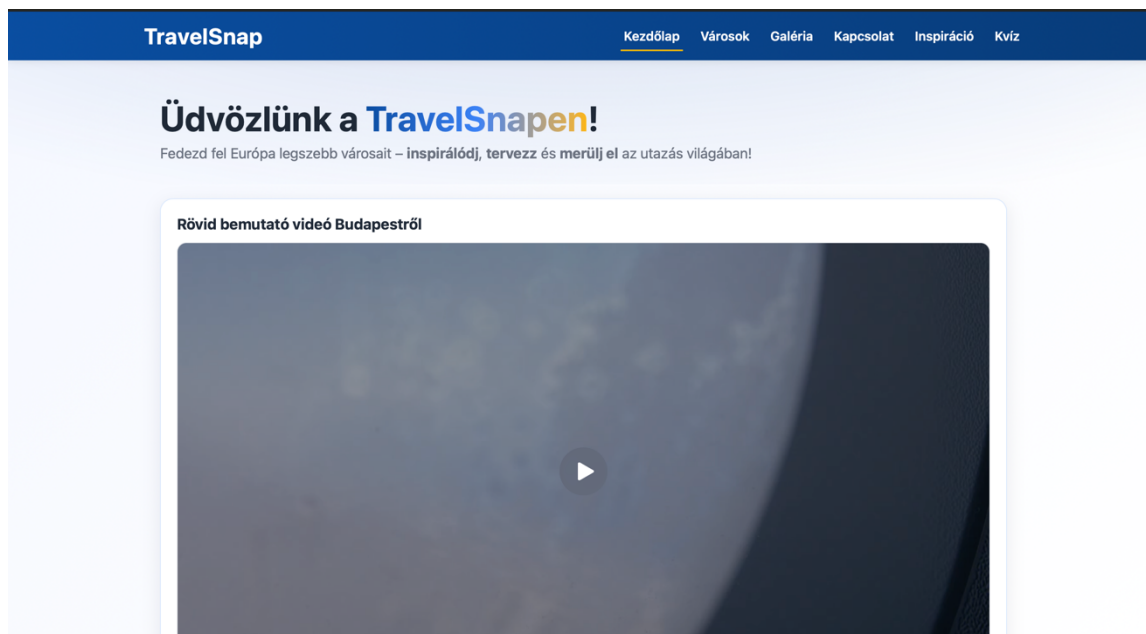 TravelSnap
Kezdőlap Városok Galéria Kapcsolat Inspiráció Kvíz
Üdvözlünk a TravelSnapen!
Fedezd fel Európa legszebb városait – inspirálódj, tervezz és merülj el az utazás világában!
Rövid bemutató videó Budapestről